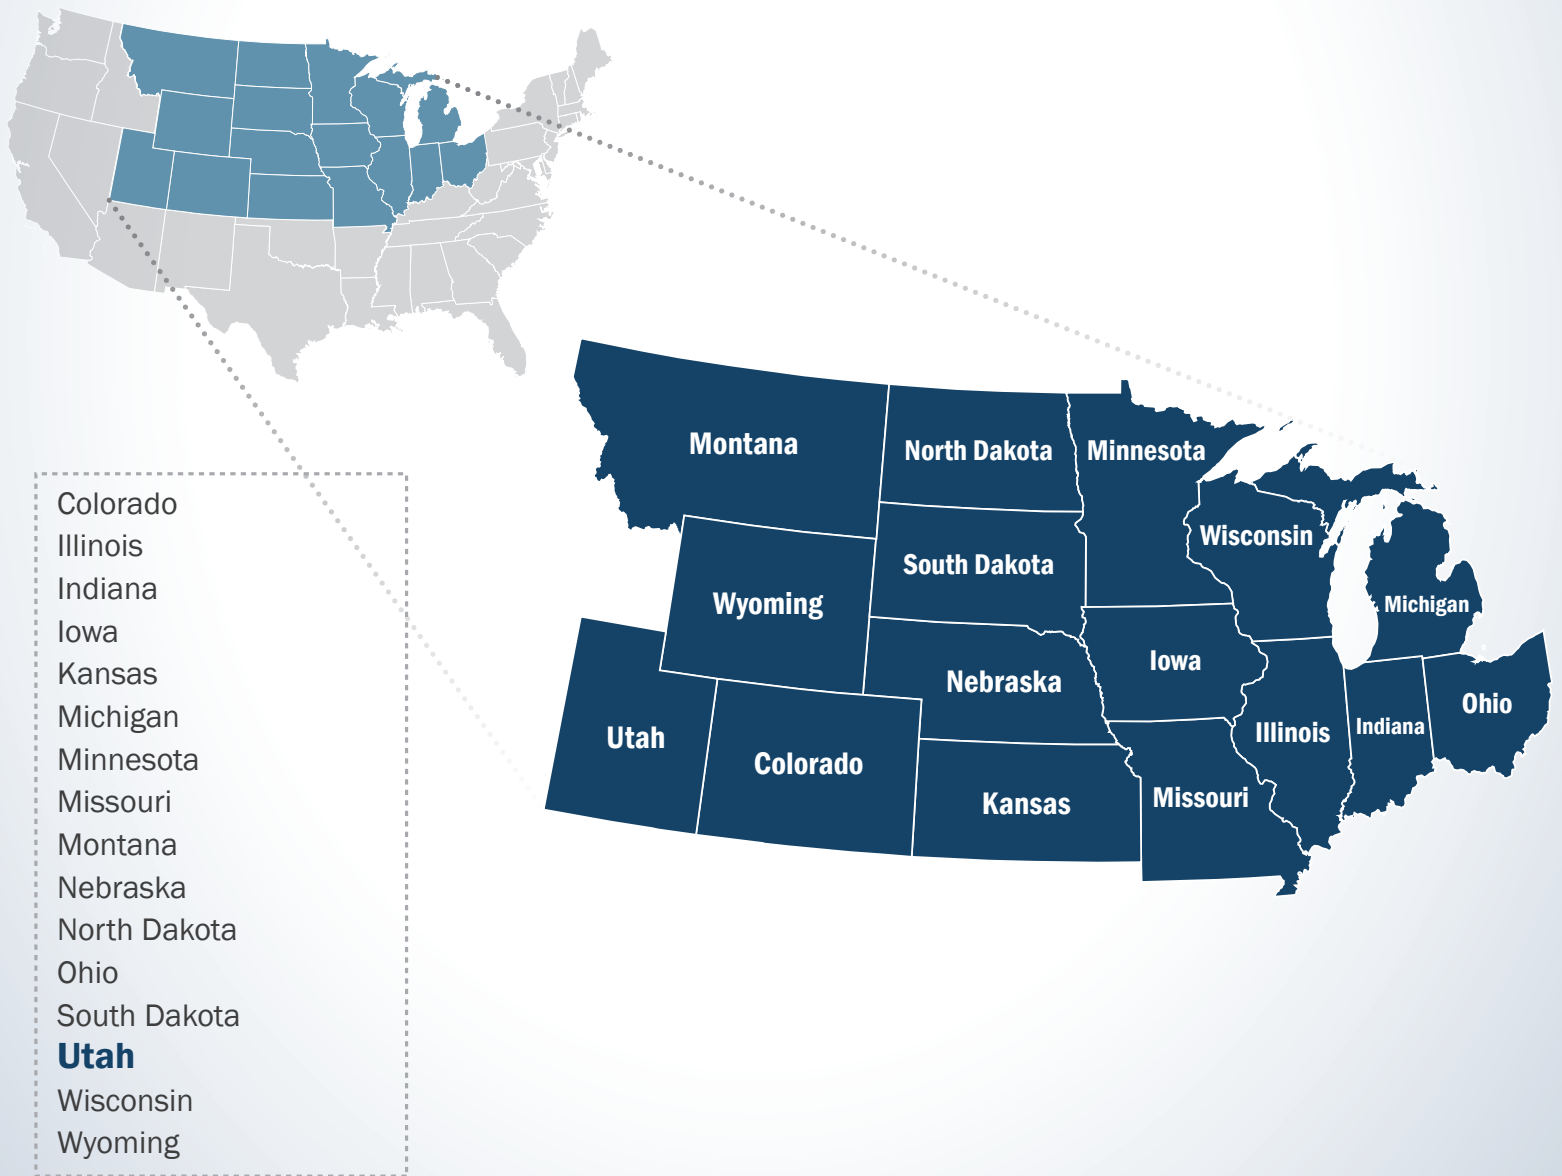 Montana
North Dakota
Minnesota
Wisconsin
South Dakota
Wyoming
Michigan
Iowa
Nebraska
Ohio
Utah
Illinois
Indiana
Colorado
Missouri
Kansas
Colorado
Illinois
Indiana
Iowa
Kansas
Michigan
Minnesota
Missouri
Montana
Nebraska
North Dakota
Ohio
South Dakota
Utah
Wisconsin
Wyoming